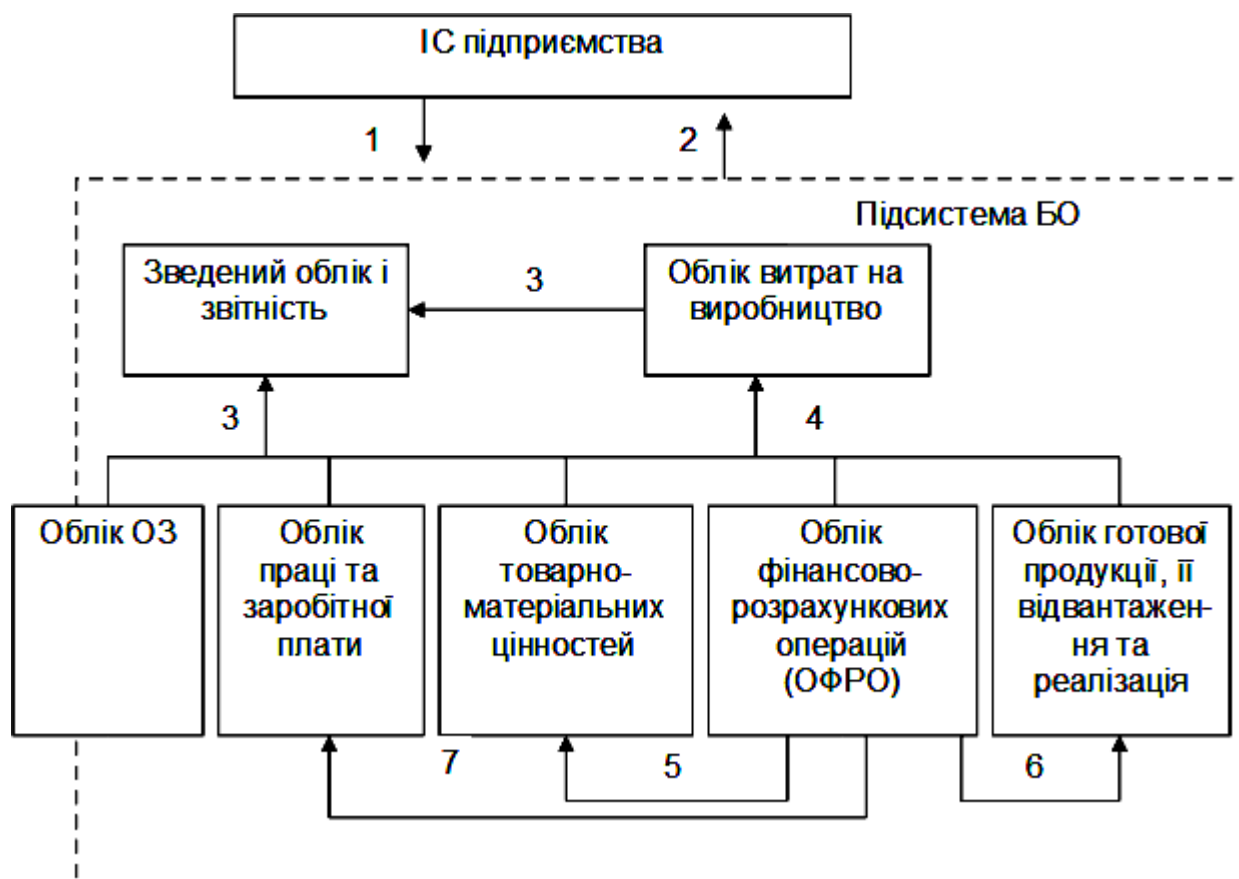 ІС підприємства
1
2
Підсистема БО
Зведений облік і
звітність
3
Облік витрат на
виробництво
3
4
Облік ОЗ
Облік
праці та
заробітної
плати
Облік
товарно-
матеріальних
цінностей
Облік
фінансово-
розрахункових
операцій
(ОФРО)
Облік готової
продукції, її
відвантажен-
ня та
реалізація
7
5
6